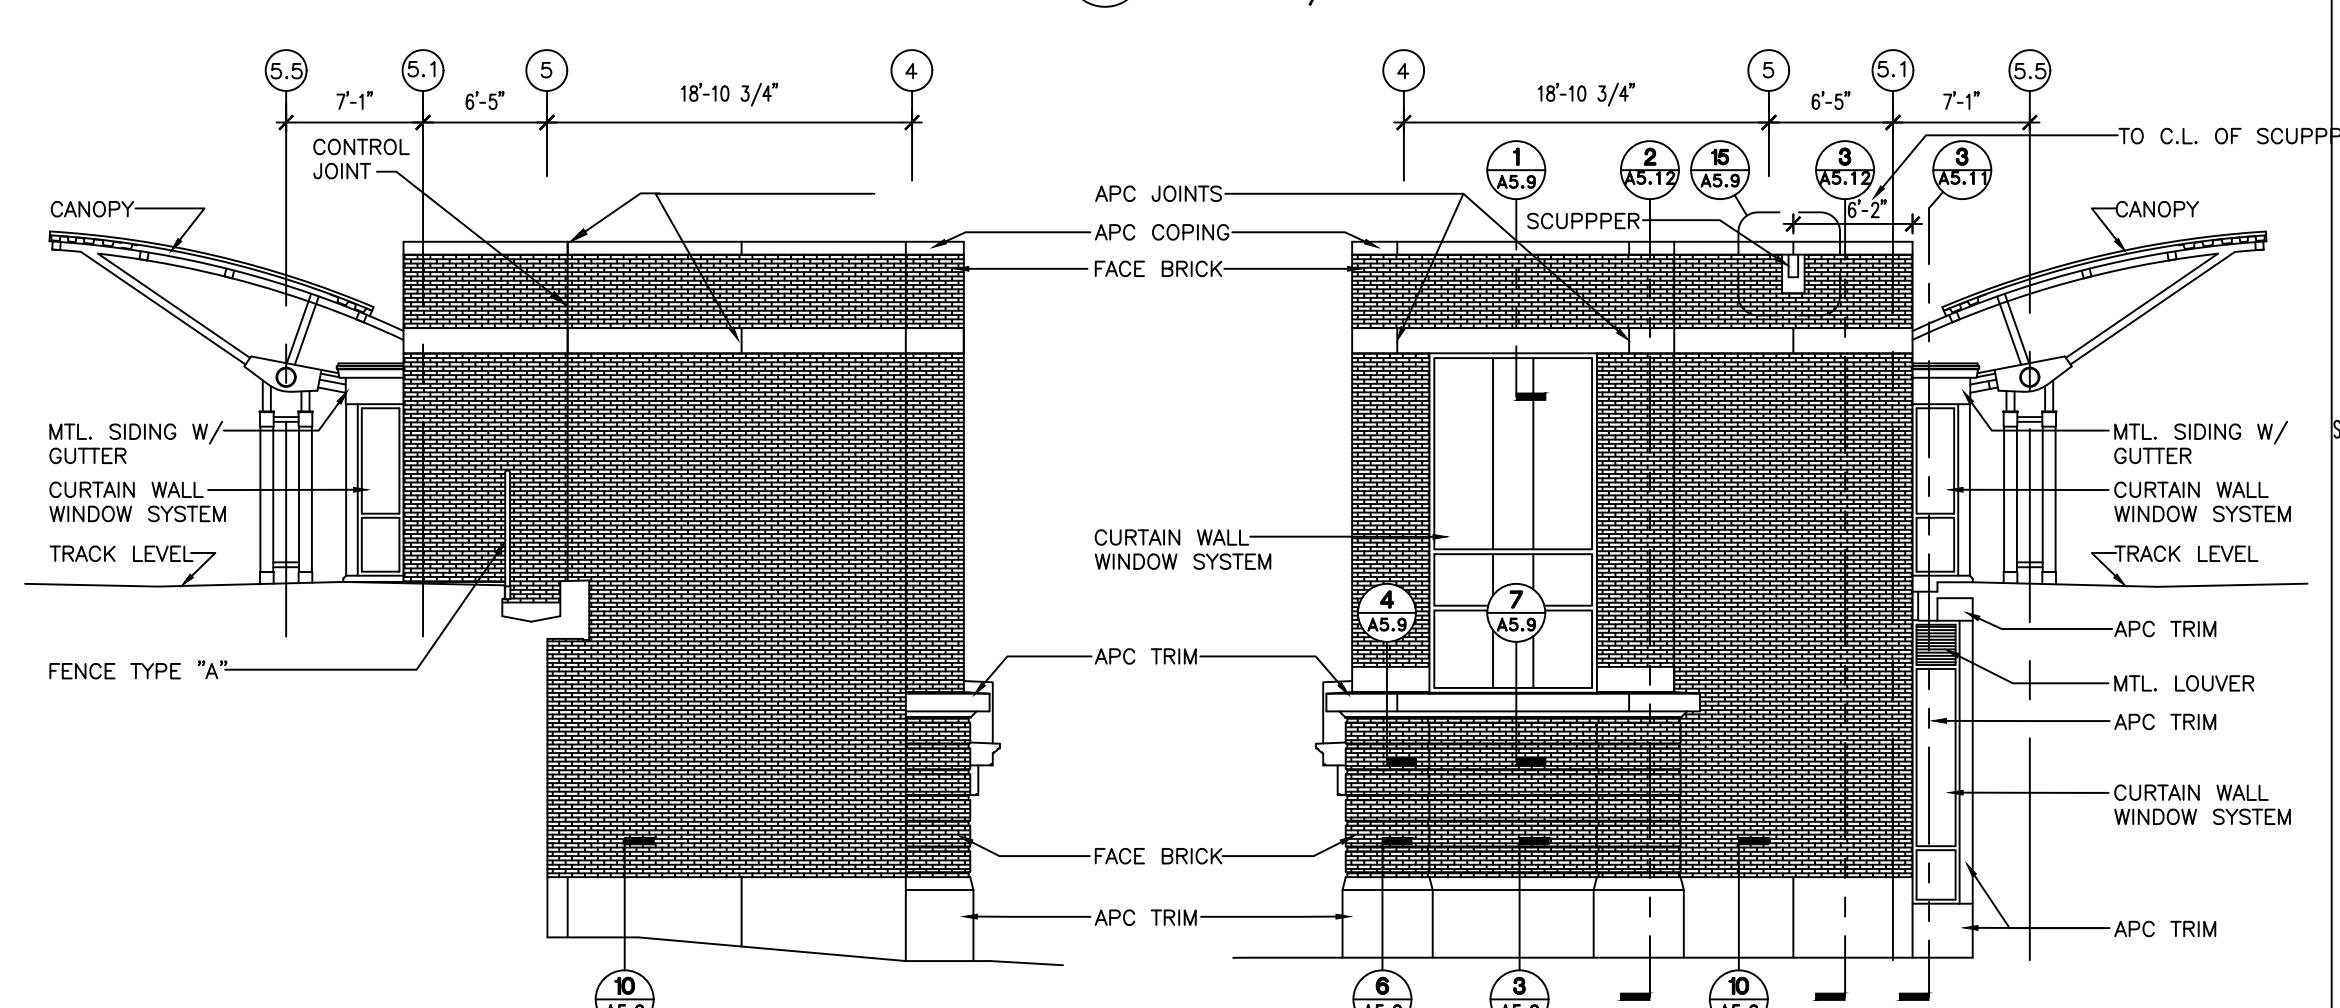 5.5
5.1
5
4
4
5
5.1
5.5
7'-1"
6'-5"
18'-10 3/4"
18'-10 3/4"
6'-5"
7'-1"
CONTROL
JOINT
TO C.L. OF SCUPPP
1
A5.9
2
A5.12
15
A5.9
3
A5.12
3
A5.11
CANOPY
APC JOINTS
SCUPPPER
6'-2"
CANOPY
APC COPING
FACE BRICK
MTL. SIDING W/
GUTTER
CURTAIN WALL
WINDOW SYSTEM
TRACK LEVEL
FENCE TYPE "A"
CURTAIN WALL
WINDOW SYSTEM
4
A5.9
7
A5.9
APC TRIM
FACE BRICK
APC TRIM
MTL. SIDING W/
GUTTER
CURTAIN WALL
WINDOW SYSTEM
TRACK LEVEL
APC TRIM
MTL. LOUVER
APC TRIM
CURTAIN WALL
WINDOW SYSTEM
APC TRIM
10
6
3
10